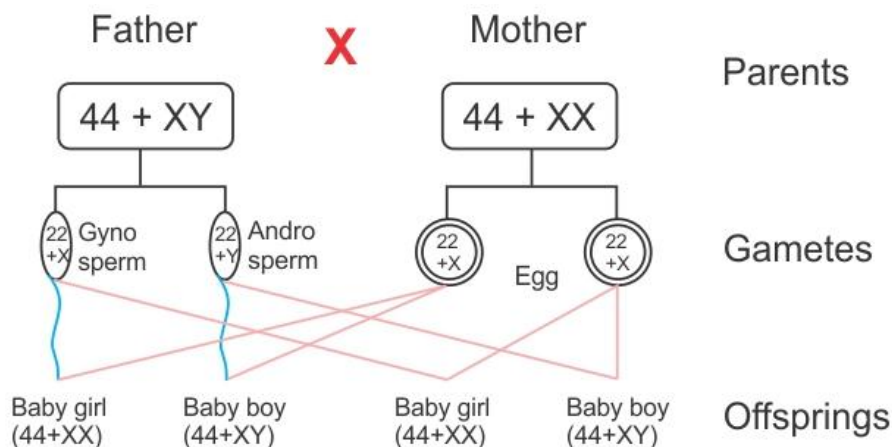 Father
X
Mother
Parents
44 + XY
44 + XX
22
+X
Gyno
sperm
22
+Y
Andro
sperm
22
+X
Egg
22
+X
Gametes
Baby girl
(44+XX)
Baby boy
(44+XY)
Baby girl
(44+XX)
Baby boy
(44+XY)
Offsprings